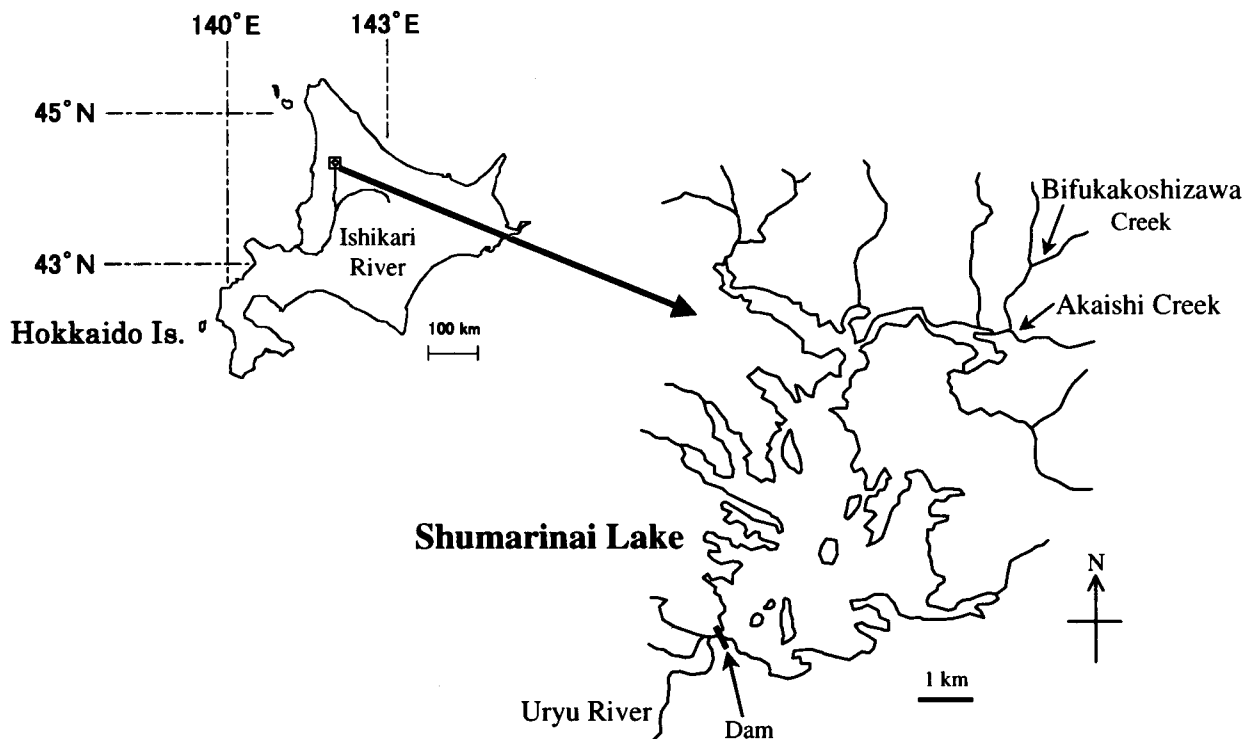 140°E
143°E
45°N
43°N
Ishikari
River
Hokkaido Is.
100 km
Bifukakoshizawa
Creek
Akaishi Creek
Shumarinai Lake
N
1 km
Uryu River
Dam